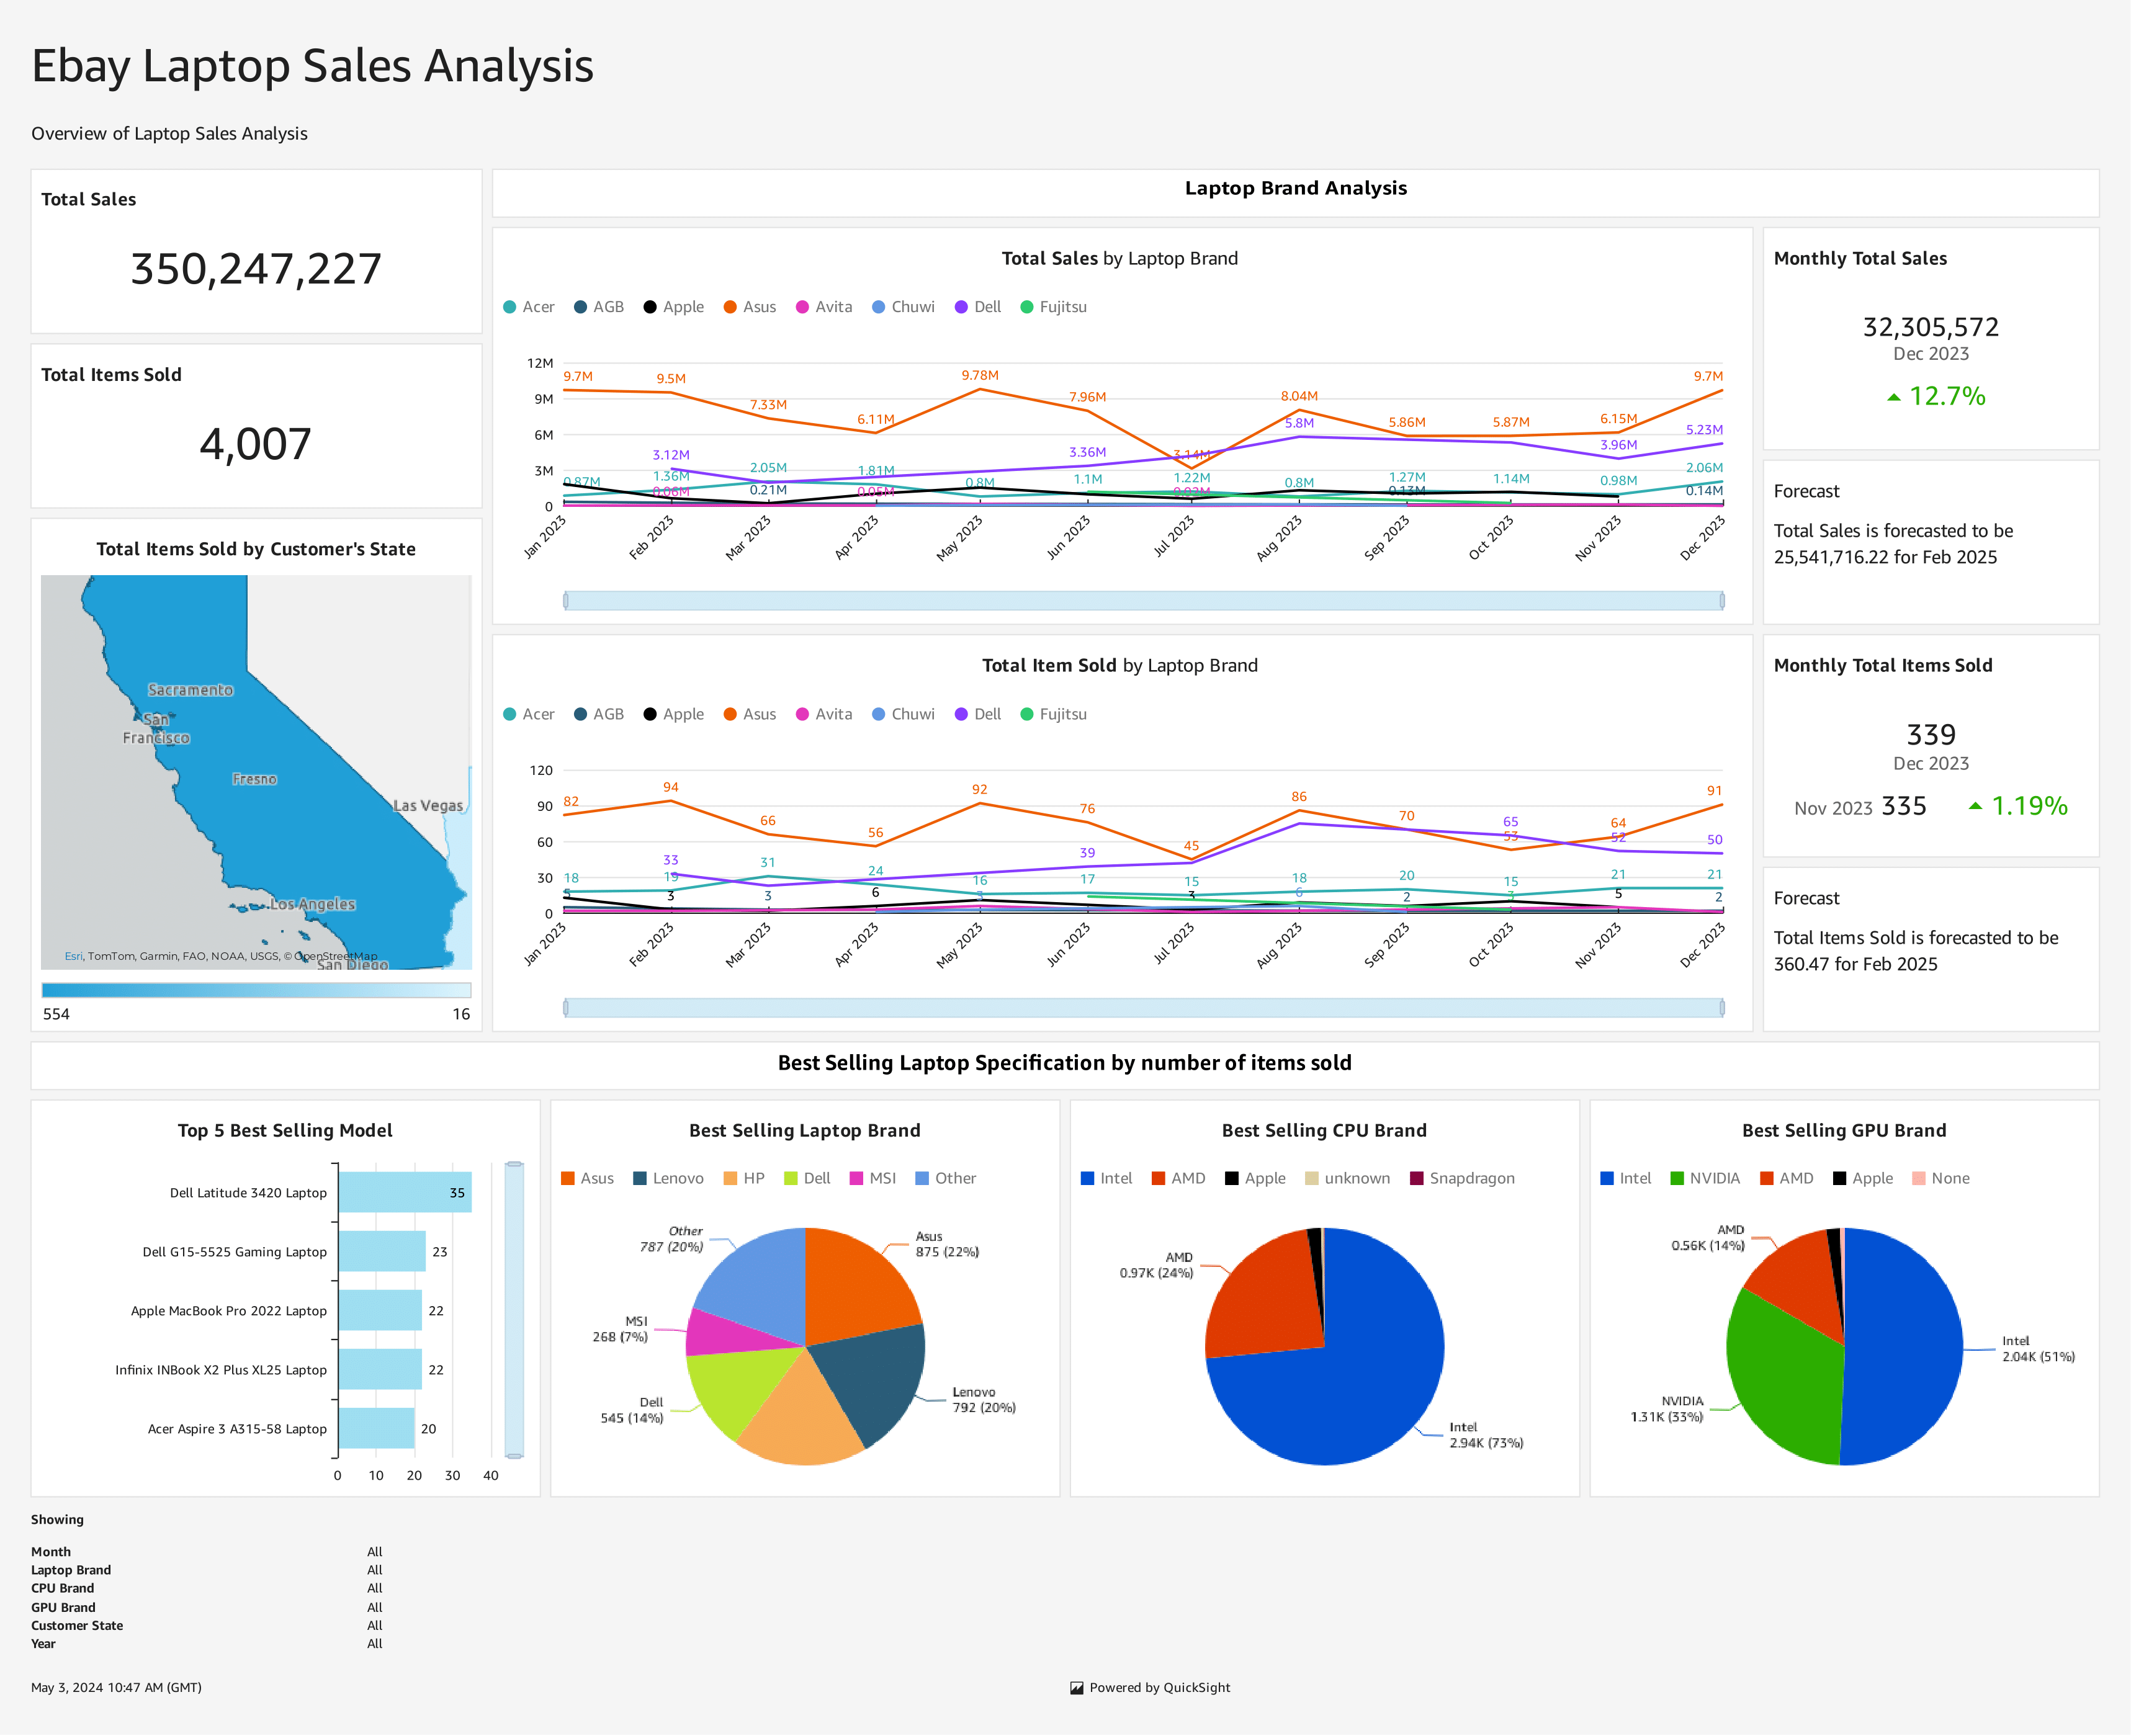 Ebay Laptop Sales Analysis
Overview of Laptop Sales Analysis
Total Sales
350,247,227
Total Items Sold
4,007
Total Items Sold by Customer's State
Sacramento
San
Francisco
Fresno
Las Vegas
Los Angeles
San Diego
Esri, TomTom, Garmin, FAO, NOAA, USGS, © OpenStreetMap
554 16
Laptop Brand Analysis
Total Sales by Laptop Brand
Acer AGB Apple Asus Avita Chuwi Dell Fujitsu
12M
9M
6M
3M
0
9.7M 9.5M 7.33M 6.11M 9.78M 7.96M 3.14M 8.04M 5.86M 5.87M 6.15M 9.7M
3.12M 3.36M 5.8M 3.96M 5.23M
0.87M 1.36M 2.05M 1.81M 0.8M 1.1M 1.22M 0.8M 1.27M 1.14M 0.98M 2.06M
0.06M 0.21M 0.05M 0.03M 0.13M 0.14M
Jan 2023 Feb 2023 Mar 2023 Apr 2023 May 2023 Jun 2023 Jul 2023 Aug 2023 Sep 2023 Oct 2023 Nov 2023 Dec 2023
Monthly Total Sales
32,305,572
Dec 2023
12.7%
Forecast
Total Sales is forecasted to be
25,541,716.22 for Feb 2025
Total Item Sold by Laptop Brand
Acer AGB Apple Asus Avita Chuwi Dell Fujitsu
120
90
60
30
0
82 94 66 56 92 76 45 86 70 53 64 91
33 39 65 52 50
18 19 31 24 16 17 15 18 20 15 21 21
5 3 3 6 3 6 2 5 2
Jan 2023 Feb 2023 Mar 2023 Apr 2023 May 2023 Jun 2023 Jul 2023 Aug 2023 Sep 2023 Oct 2023 Nov 2023 Dec 2023
Monthly Total Items Sold
339
Dec 2023
Nov 2023 335 1.19%
Forecast
Total Items Sold is forecasted to be
360.47 for Feb 2025
Best Selling Laptop Specification by number of items sold
Top 5 Best Selling Model
Dell Latitude 3420 Laptop 35
Dell G15-5525 Gaming Laptop 23
Apple MacBook Pro 2022 Laptop 22
Infinix INBook X2 Plus XL25 Laptop 22
Acer Aspire 3 A315-58 Laptop 20
0 10 20 30 40
Best Selling Laptop Brand
Asus Lenovo HP Dell MSI Other
Other
787 (20%)
Asus
875 (22%)
MSI
268 (7%)
Dell
545 (14%)
Lenovo
792 (20%)
Best Selling CPU Brand
Intel AMD Apple unknown Snapdragon
AMD
0.97K (24%)
Intel
2.94K (73%)
Best Selling GPU Brand
Intel NVIDIA AMD Apple None
AMD
0.56K (14%)
Intel
2.04K (51%)
NVIDIA
1.31K (33%)
Showing
Month All
Laptop Brand All
CPU Brand All
GPU Brand All
Customer State All
Year All
May 3, 2024 10:47 AM (GMT)
Powered by QuickSight